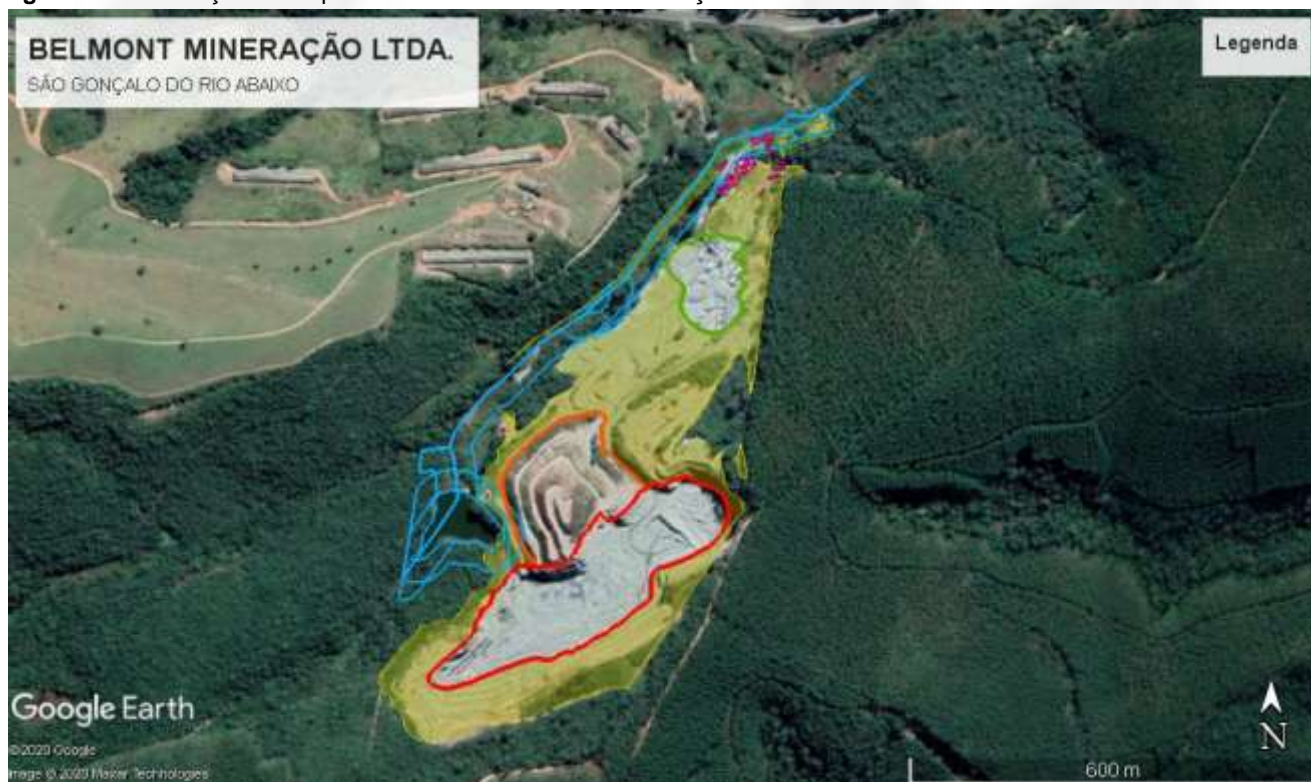 BELMONT MINERAÇÃO LTDA.
SÃO GONÇALO DO RIO ABAIXO
Legenda
Google Earth
©2020 Google
Image © 2020 Maxar Technologies
N
600 m